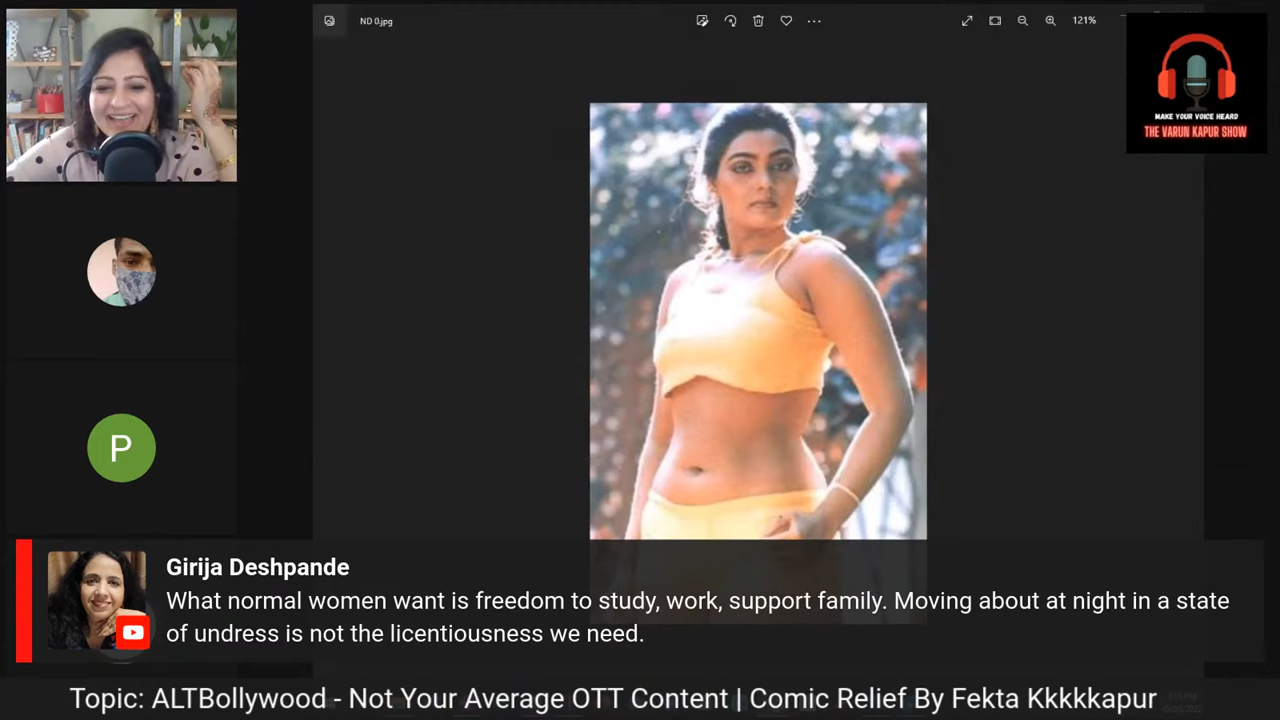 ND 0.jpg
121%
MAKE YOUR VOICE HEARD
THE VARUN KAPUR SHOW
P
Girija Deshpande
What normal women want is freedom to study, work, support family. Moving about at night in a state
of undress is not the licentiousness we need.
Topic: ALTBollywood - Not Your Average OTT Content | Comic Relief By Fekta Kkkkkapur